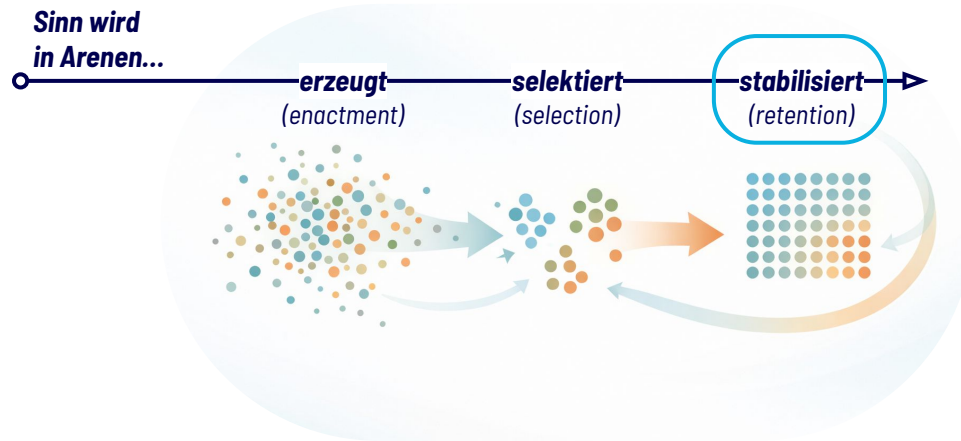 Sinn wird
in Arenen...
erzeugt
(enactment)
selektiert
(selection)
stabilisiert
(retention)